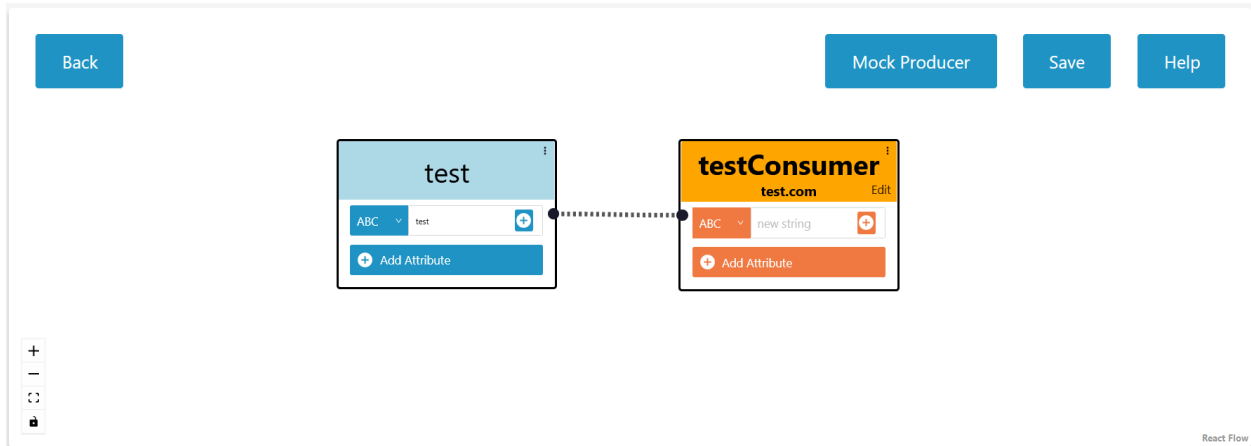 Back
Mock Producer
Save
Help
test
ABC
test
Add Attribute
testConsumer
test.com
Edit
ABC
new string
Add Attribute
React Flow